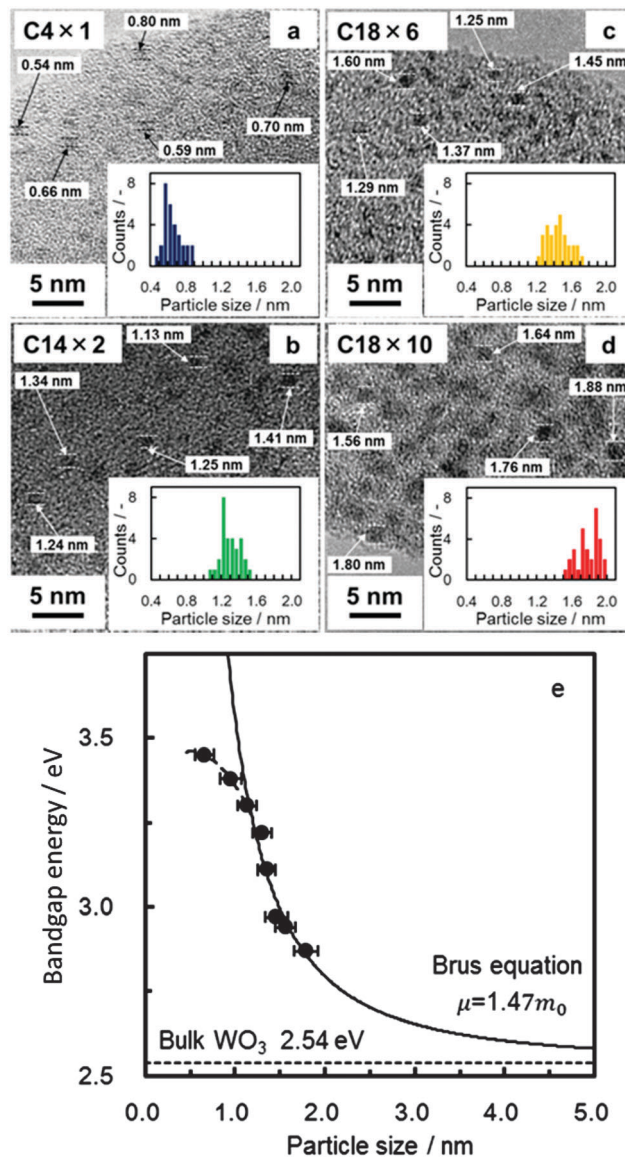 C4 × 1
a
0.80 nm
0.54 nm
0.70 nm
0.59 nm
0.66 nm
Counts / -
8
4
0
0.4 0.8 1.2 1.6 2.0
Particle size / nm
5 nm
C18 × 6
c
1.25 nm
1.60 nm
1.45 nm
1.37 nm
1.29 nm
Counts / -
8
4
0
0.4 0.8 1.2 1.6 2.0
Particle size / nm
5 nm
C14 × 2
b
1.13 nm
1.34 nm
1.41 nm
1.25 nm
1.24 nm
Counts / -
8
4
0
0.4 0.8 1.2 1.6 2.0
Particle size / nm
5 nm
C18 × 10
d
1.64 nm
1.88 nm
1.56 nm
1.76 nm
1.80 nm
Counts / -
8
4
0
0.4 0.8 1.2 1.6 2.0
Particle size / nm
5 nm
e
Bandgap energy / eV
3.5
3.0
2.5
Brus equation
μ=1.47m₀
Bulk WO₃ 2.54 eV
0.0 1.0 2.0 3.0 4.0 5.0
Particle size / nm